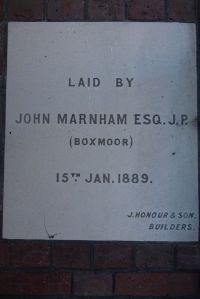 LAID BY
JOHN MARNHAM ESQ. J.P.
(BOXMOOR)
15TH JAN. 1889.
J. HONOUR & SON,
BUILDERS.